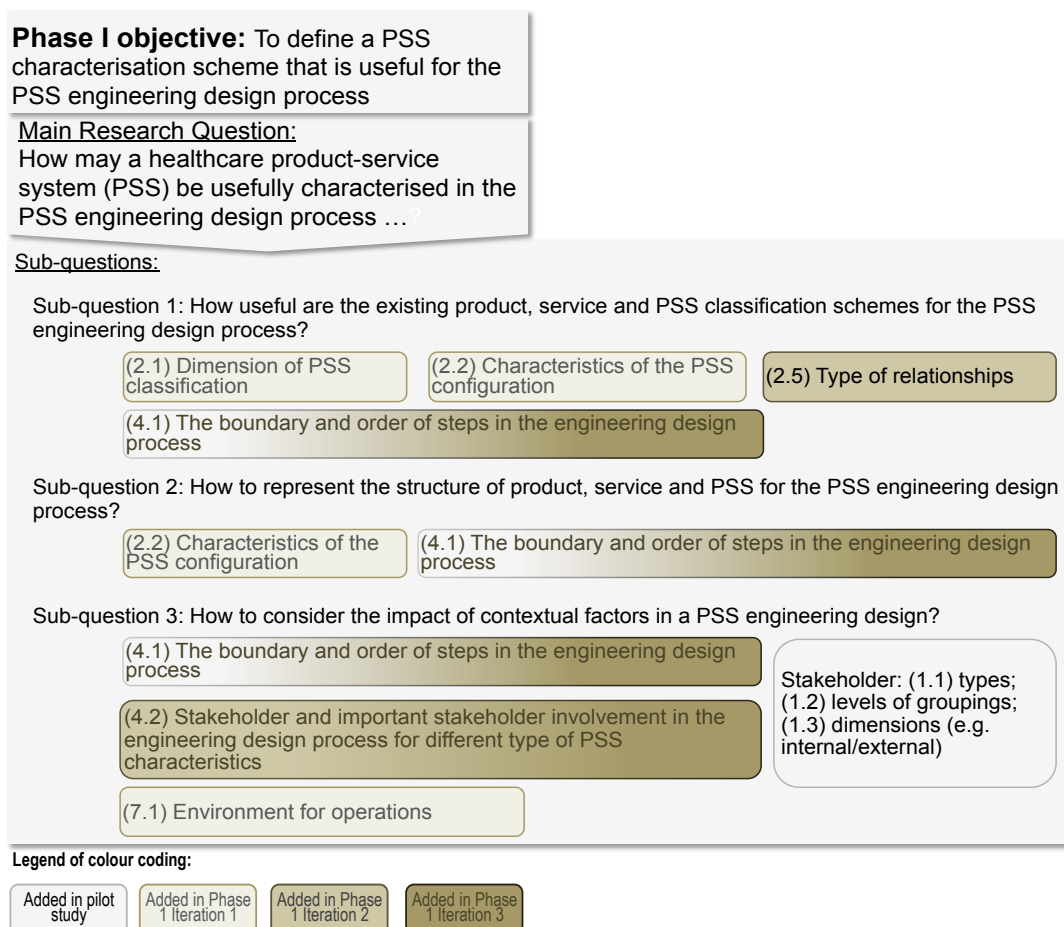 Phase I objective: To define a PSS
characterisation scheme that is useful for the
PSS engineering design process
Main Research Question:
How may a healthcare product-service
system (PSS) be usefully characterised in the
PSS engineering design process …?
Sub-questions:
Sub-question 1: How useful are the existing product, service and PSS classification schemes for the PSS
engineering design process?
(2.1) Dimension of PSS
classification
(2.2) Characteristics of the PSS
configuration
(2.5) Type of relationships
(4.1) The boundary and order of steps in the engineering design
process
Sub-question 2: How to represent the structure of product, service and PSS for the PSS engineering design
process?
(2.2) Characteristics of the
PSS configuration
(4.1) The boundary and order of steps in the engineering design
process
Sub-question 3: How to consider the impact of contextual factors in a PSS engineering design?
(4.1) The boundary and order of steps in the engineering design
process
(4.2) Stakeholder and important stakeholder involvement in the
engineering design process for different type of PSS
characteristics
(7.1) Environment for operations
Stakeholder: (1.1) types;
(1.2) levels of groupings;
(1.3) dimensions (e.g.
internal/external)
Legend of colour coding:
Added in pilot
study
Added in Phase
1 Iteration 1
Added in Phase
1 Iteration 2
Added in Phase
1 Iteration 3